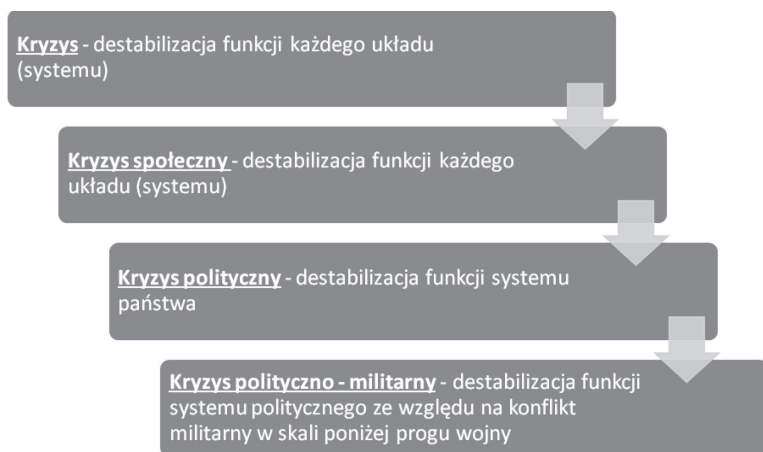 Kryzys - destabilizacja funkcji każdego układu
(systemu)
Kryzys społeczny - destabilizacja funkcji każdego
układu (systemu)
Kryzys polityczny - destabilizacja funkcji systemu
państwa
Kryzys polityczno - militarny - destabilizacja funkcji
systemu politycznego ze względu na konflikt
militarny w skali poniżej progu wojny